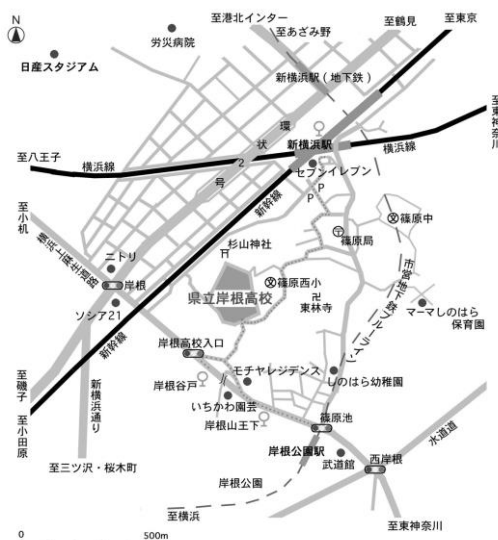 N
至港北インター
至あざみ野
至鶴見
至東京
労災病院
日産スタジアム
新横浜駅(地下鉄)
環
状
2
号
至東神奈川
新横浜駅
横浜線
至八王子
横浜線
セブンイレブン
P
P
新幹線
篠原中
至小机
横浜上麻生道路
篠原局
杉山神社
ニトリ
岸根
篠原西小
県立岸根高校
卍
東林寺
市営地下鉄ブルーライン
マーマしのはら
保育園
ソシア21
新幹線
岸根高校入口
モチヤレジデンス
しのはら幼稚園
岸根谷戸
いちかわ園芸
至磯子
至小田原
新横浜通り
岸根山王下
篠原池
水道道
岸根公園駅
武道館
西岸根
至三ツ沢・桜木町
岸根公園
至横浜
至東神奈川
0
500m